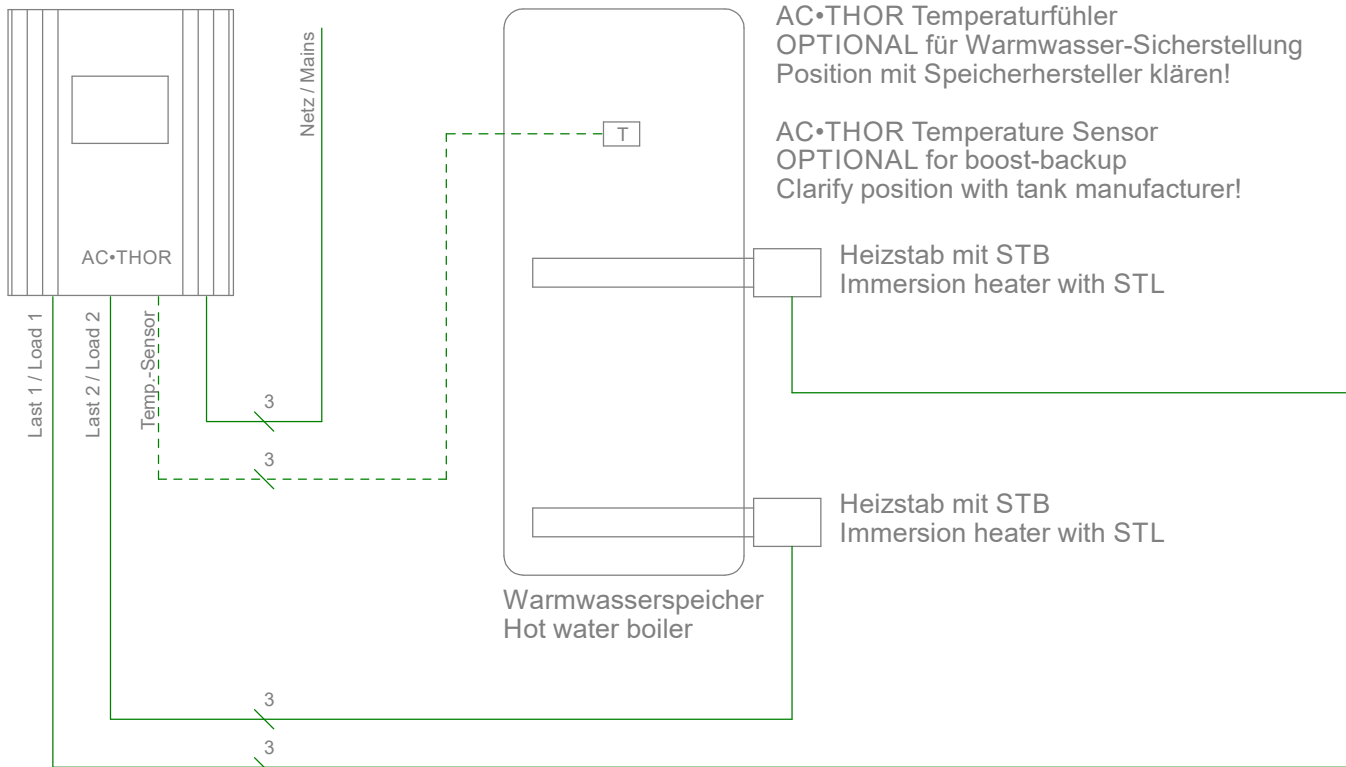 AC•THOR Temperaturfühler
OPTIONAL für Warmwasser-Sicherstellung
Position mit Speicherhersteller klären!
AC•THOR Temperature Sensor
OPTIONAL for boost-backup
Clarify position with tank manufacturer!
Netz / Mains
T
AC•THOR
Heizstab mit STB
Immersion heater with STL
Last 1 / Load 1
Last 2 / Load 2
Temp.-Sensor
3
3
Heizstab mit STB
Immersion heater with STL
Warmwasserspeicher
Hot water boiler
3
3